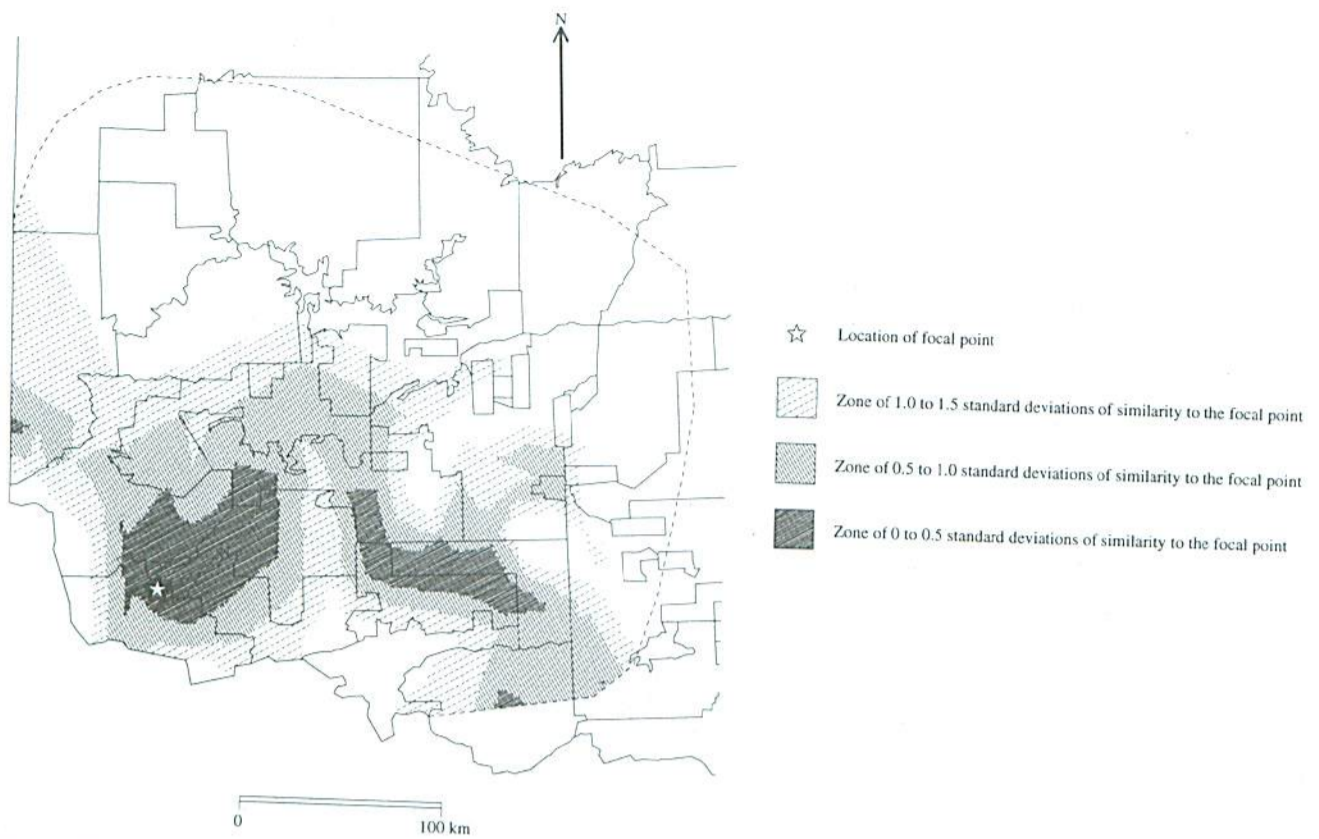 N
Location of focal point
Zone of 1.0 to 1.5 standard deviations of similarity to the focal point
Zone of 0.5 to 1.0 standard deviations of similarity to the focal point
Zone of 0 to 0.5 standard deviations of similarity to the focal point
0
100 km